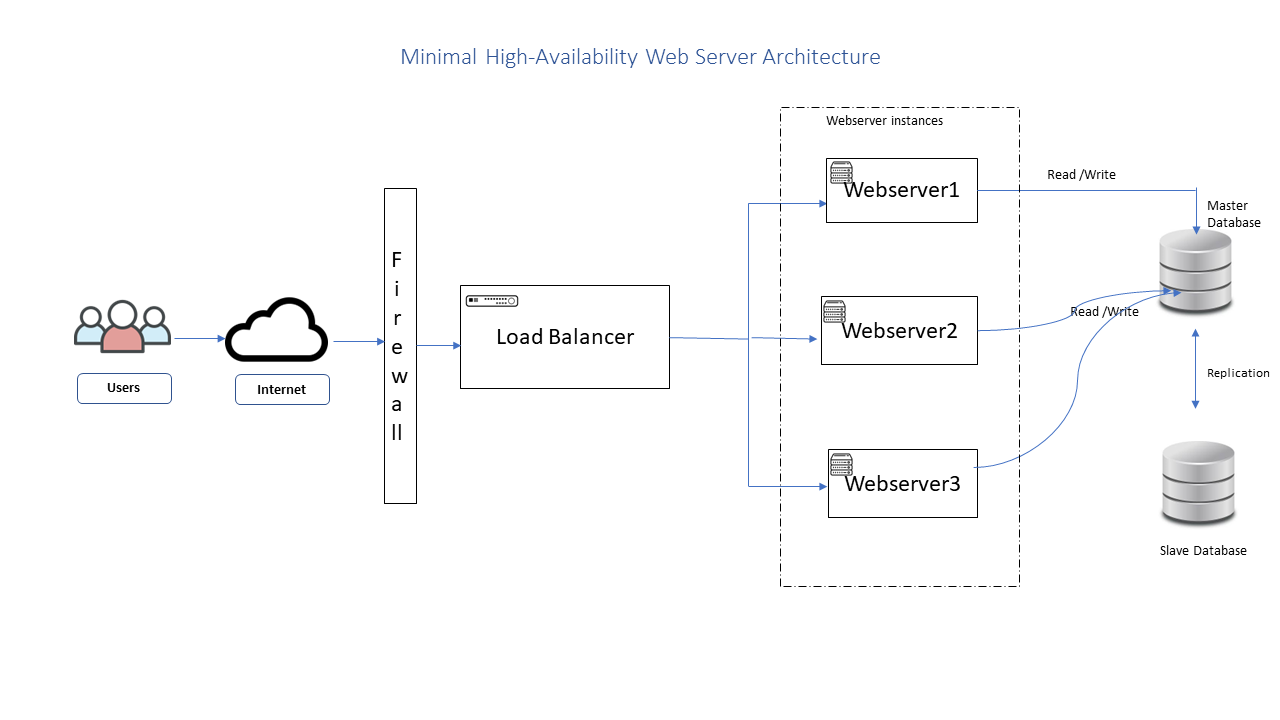 Minimal High-Availability Web Server Architecture
Webserver instances
Webserver1
Read /Write
Master
Database
Firewall
Load Balancer
Webserver2
Read /Write
Users
Internet
Replication
Webserver3
Slave Database